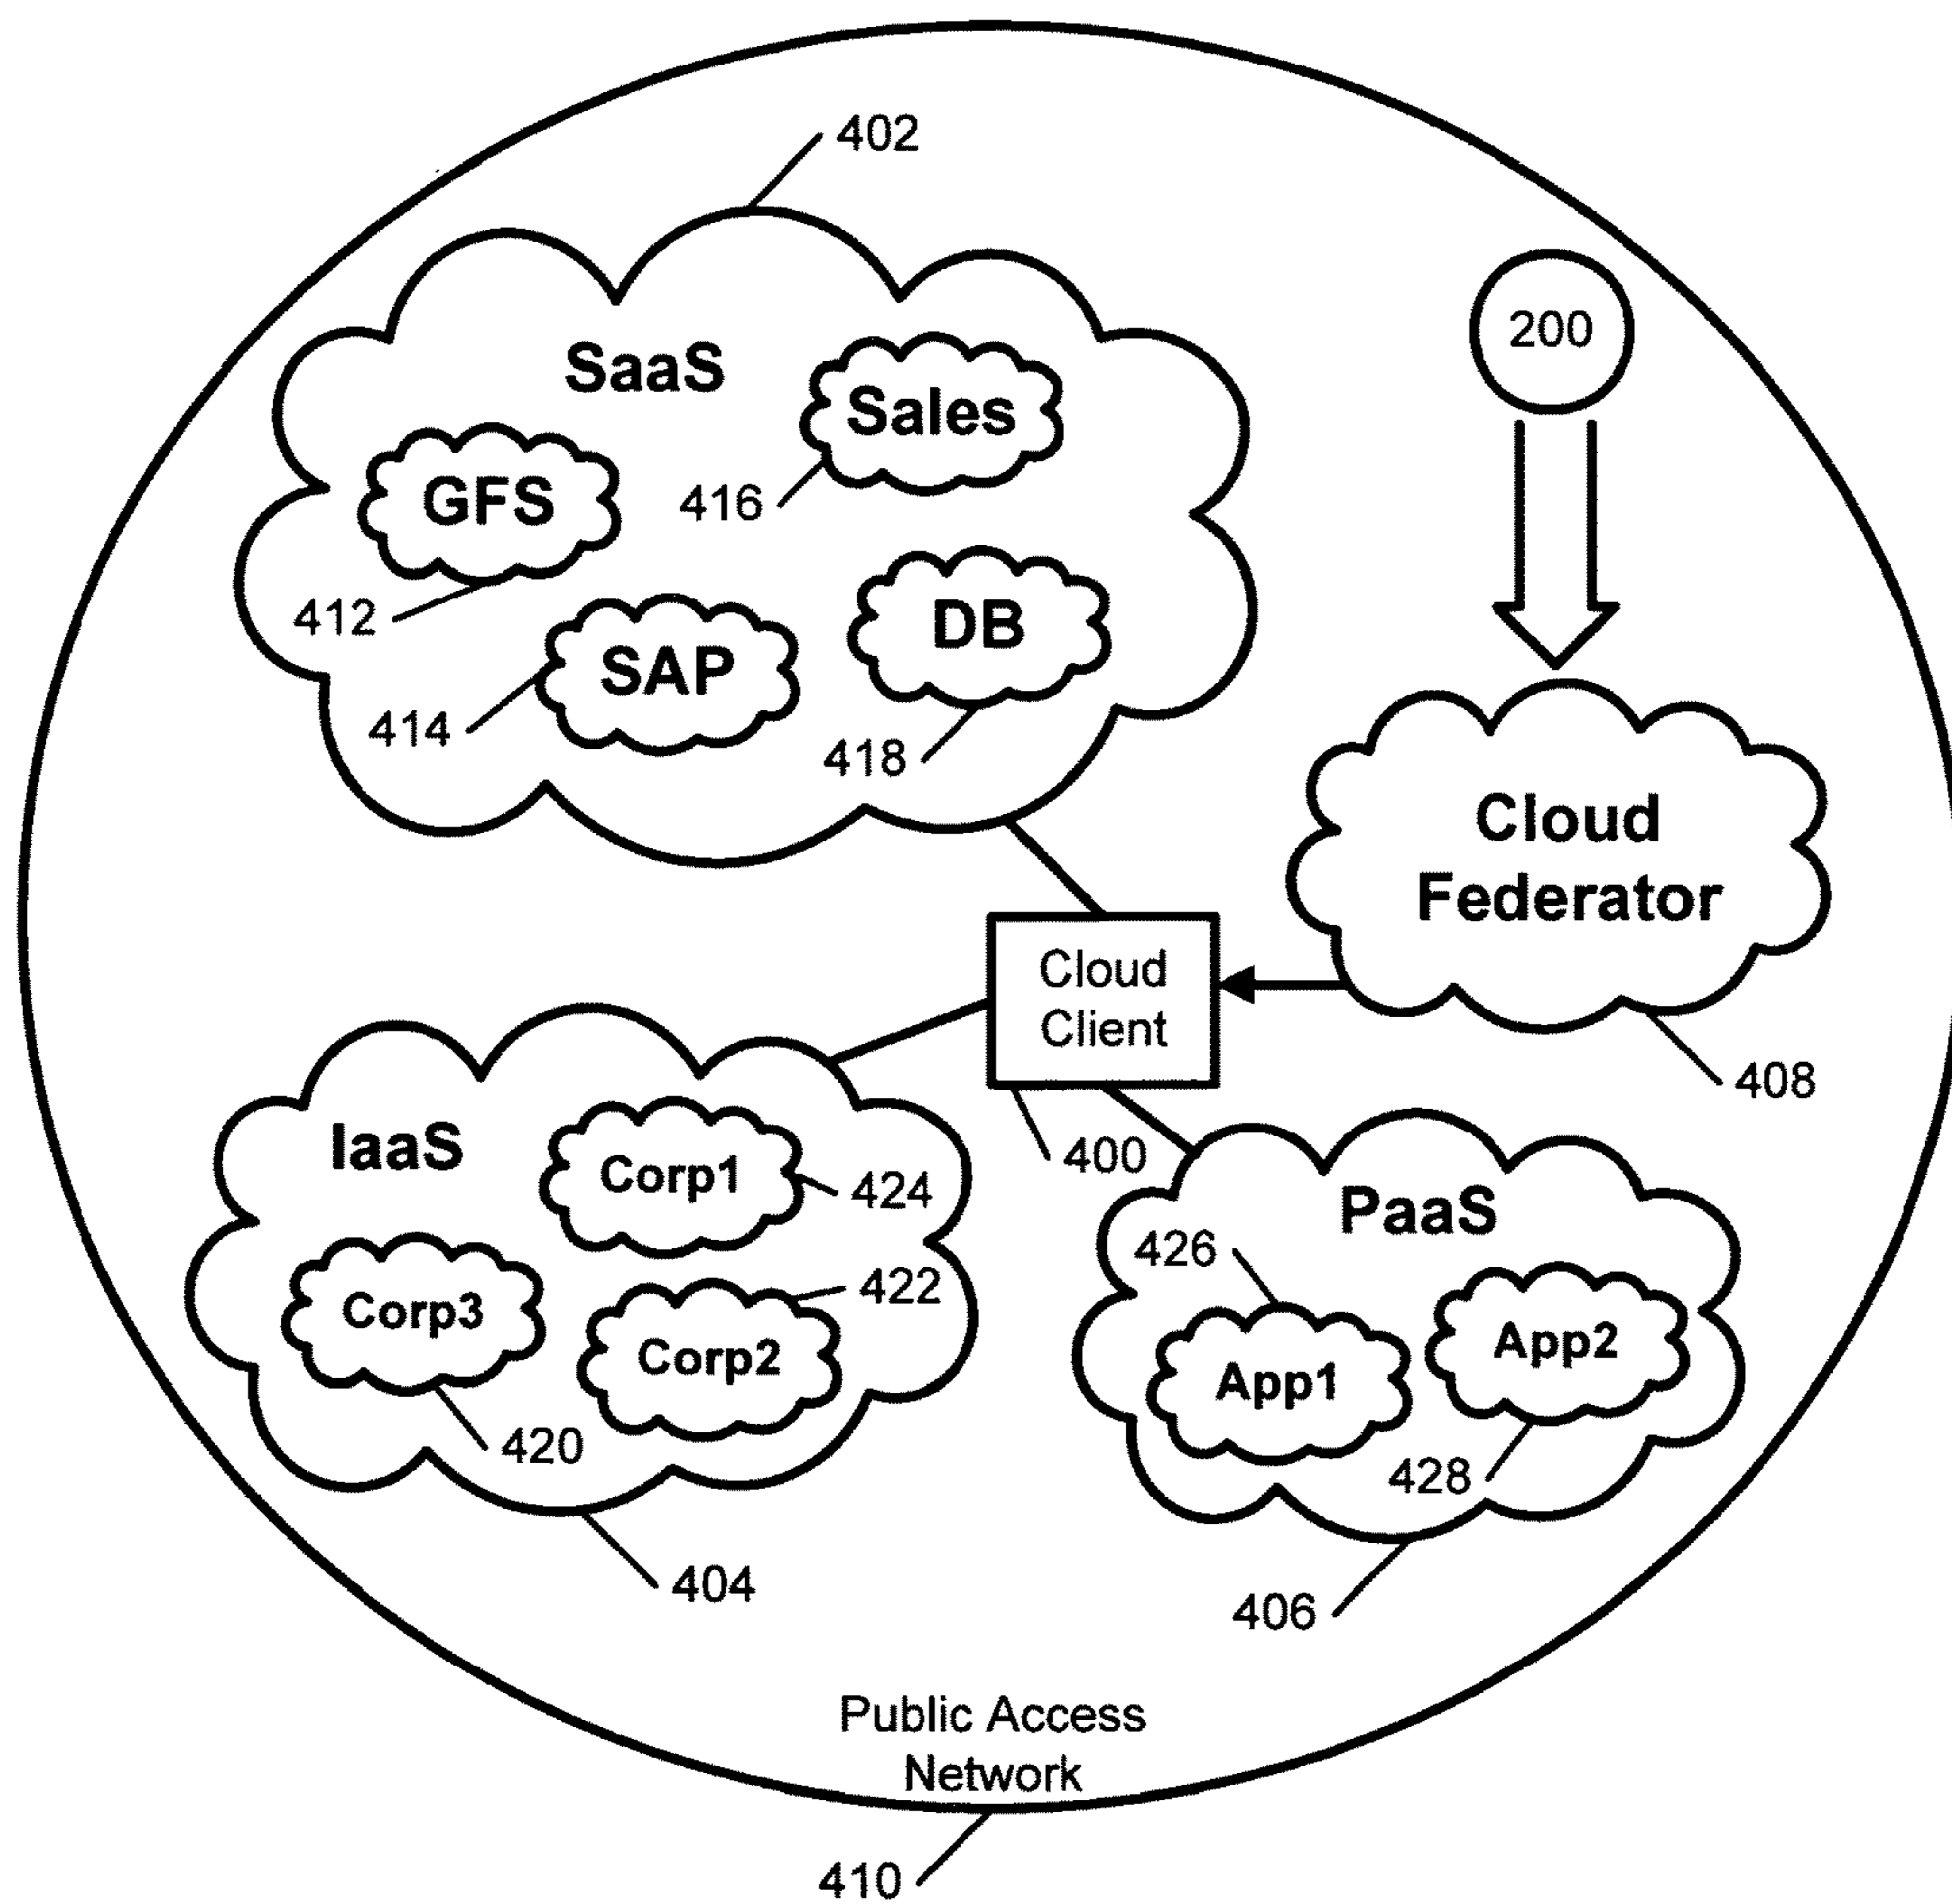 402
200
SaaS
Sales
GFS
416
412
DB
SAP
414
418
Cloud
Federator
Cloud
Client
408
IaaS
400
Corp1
424
PaaS
426
422
Corp3
Corp2
App2
App1
420
428
404
406
Public Access
Network
410